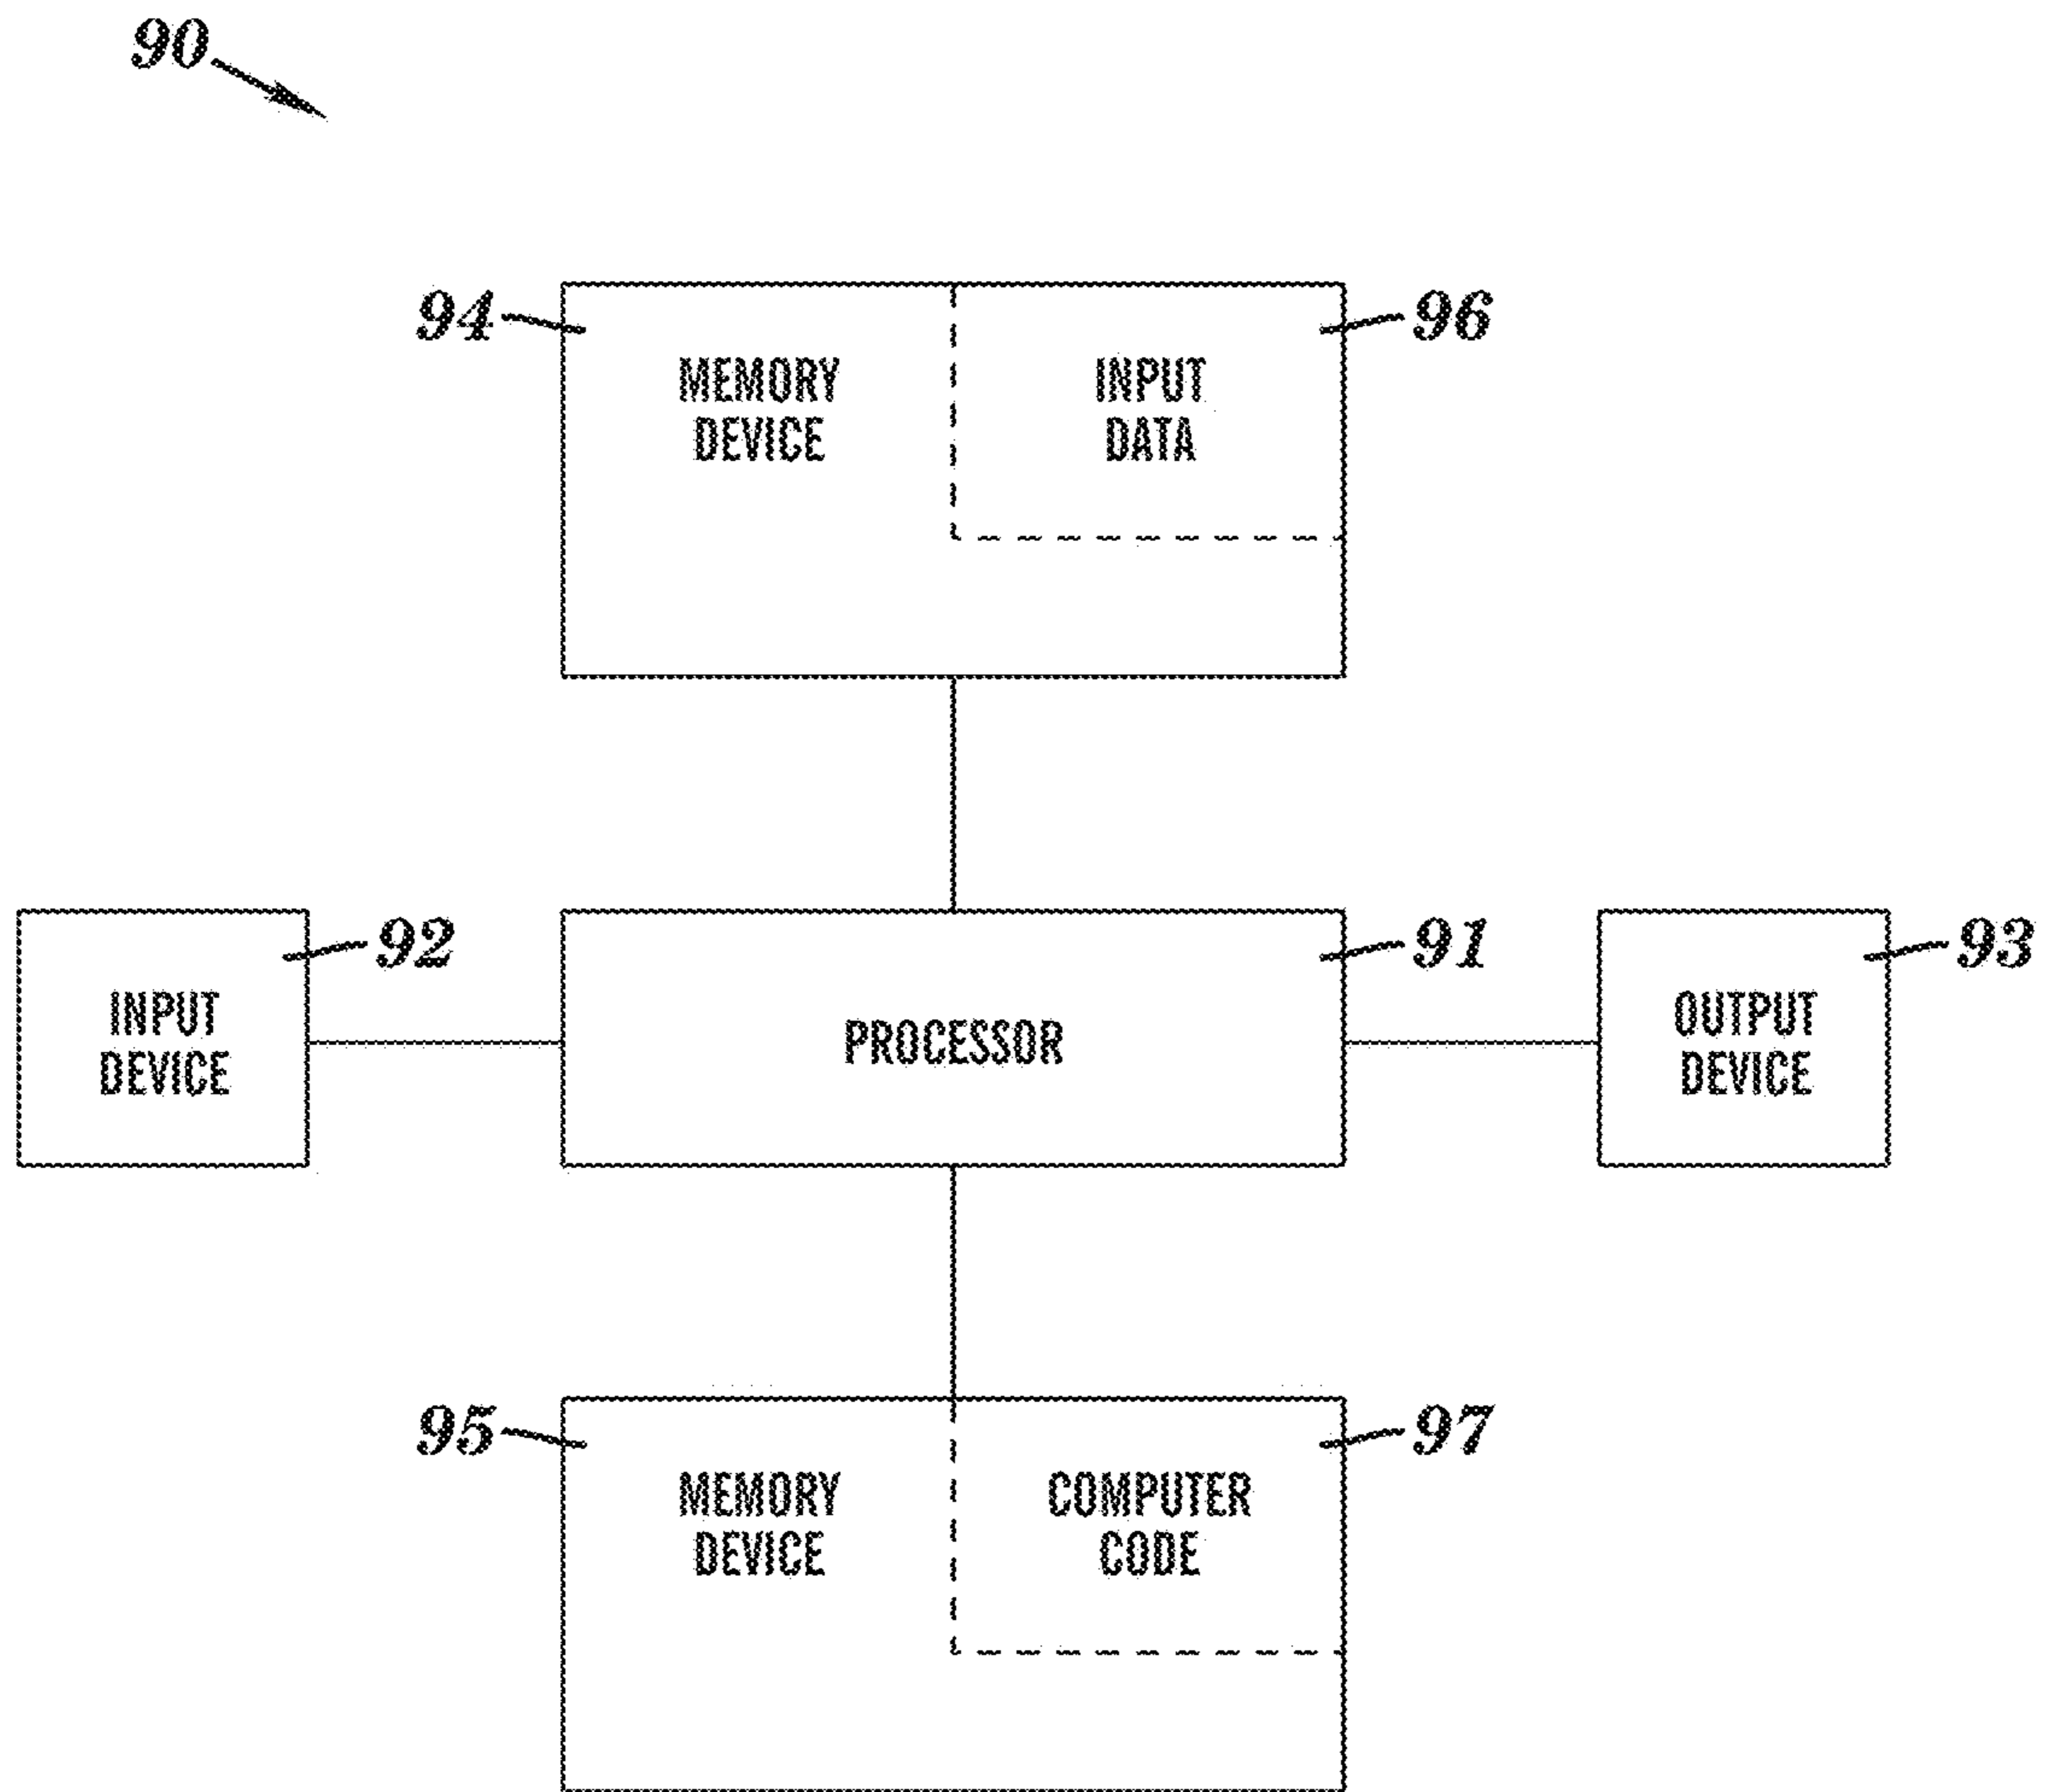 90
94
96
MEMORY
DEVICE
INPUT
DATA
92
91
93
INPUT
DEVICE
PROCESSOR
OUTPUT
DEVICE
95
97
MEMORY
DEVICE
COMPUTER
CODE